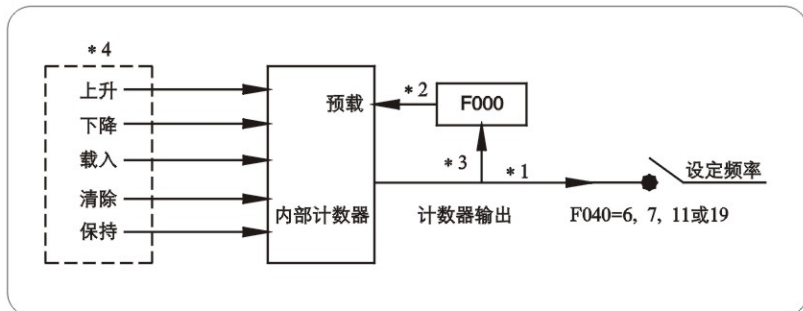 *4
上升
下降
载入
清除
保持
预载
内部计数器
*2
F000
*3
*1
计数器输出
设定频率
F040=6, 7, 11或19